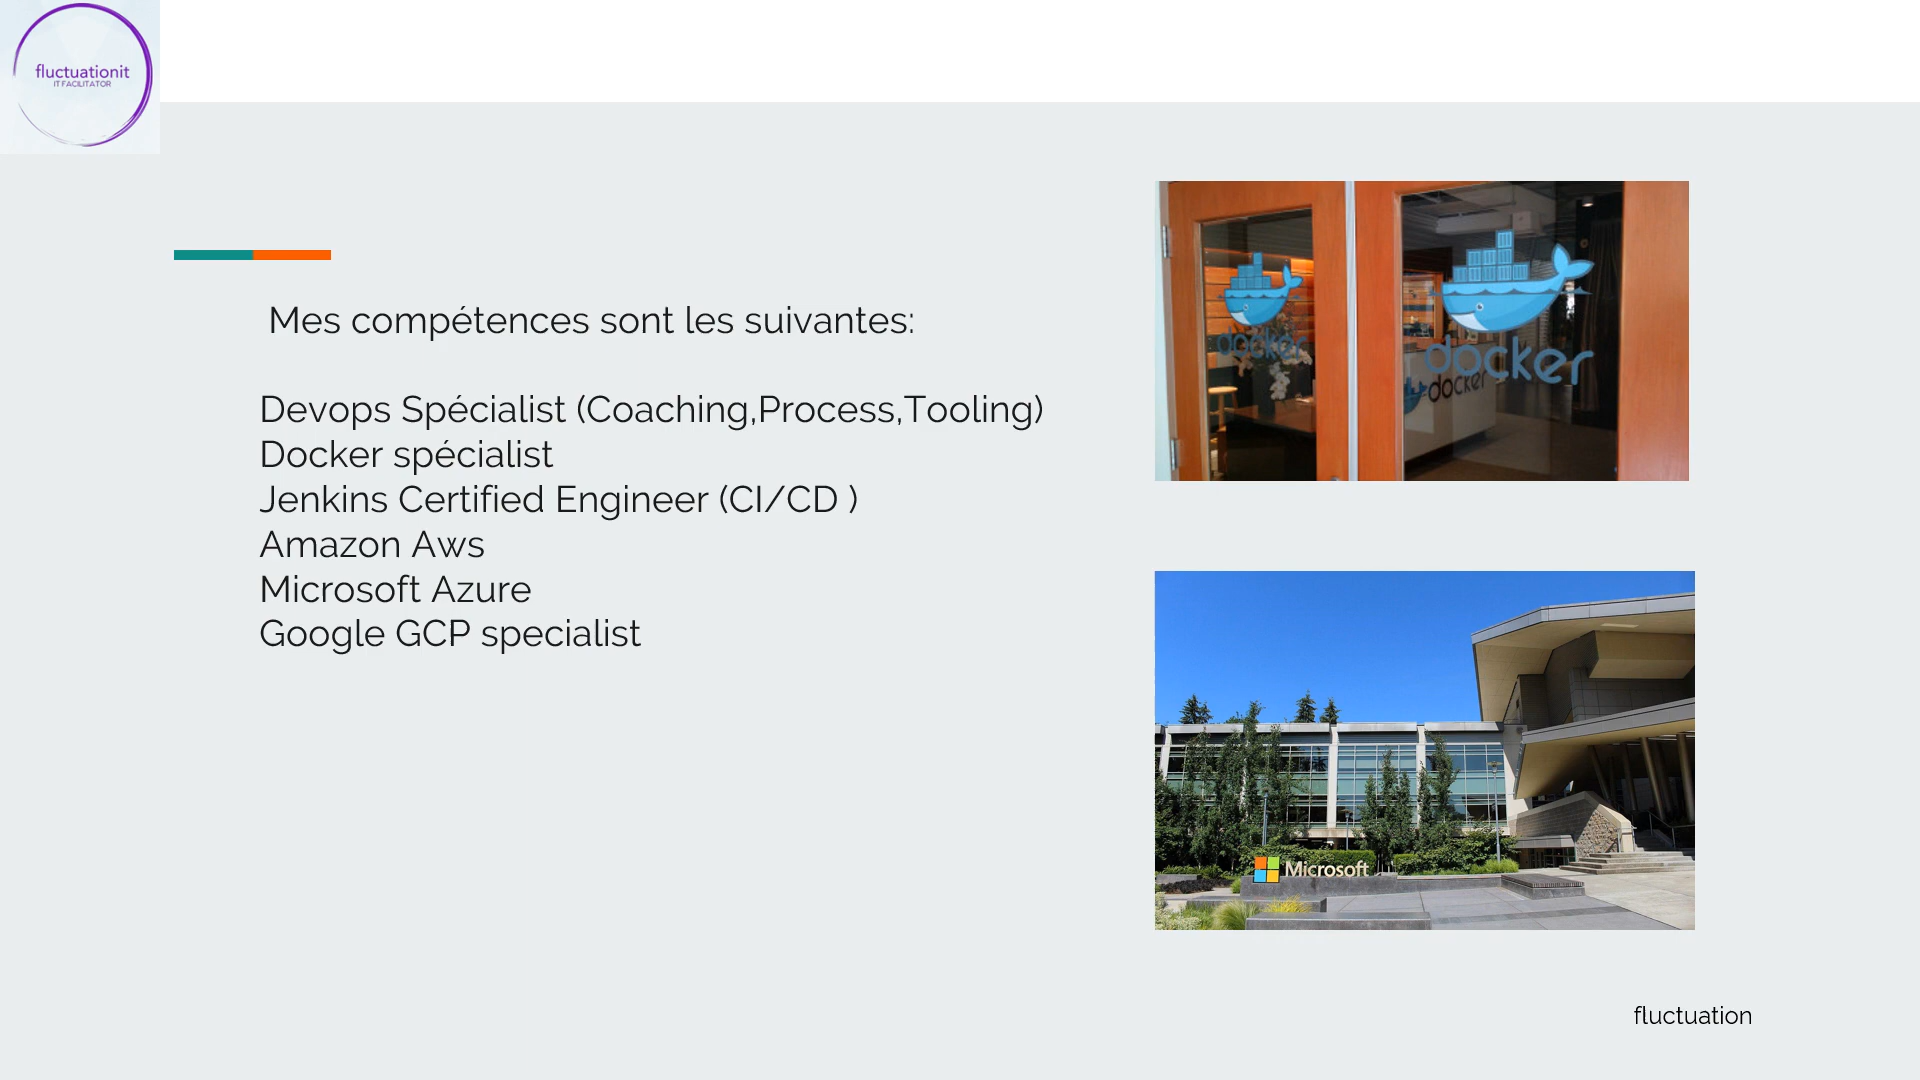 fluctuationit
IT FACILITATOR
Mes compétences sont les suivantes:
Devops Spécialist (Coaching,Process,Tooling)
Docker spécialist
Jenkins Certified Engineer (CI/CD )
Amazon Aws
Microsoft Azure
Google GCP specialist
docker
docker
docker
Microsoft
fluctuation